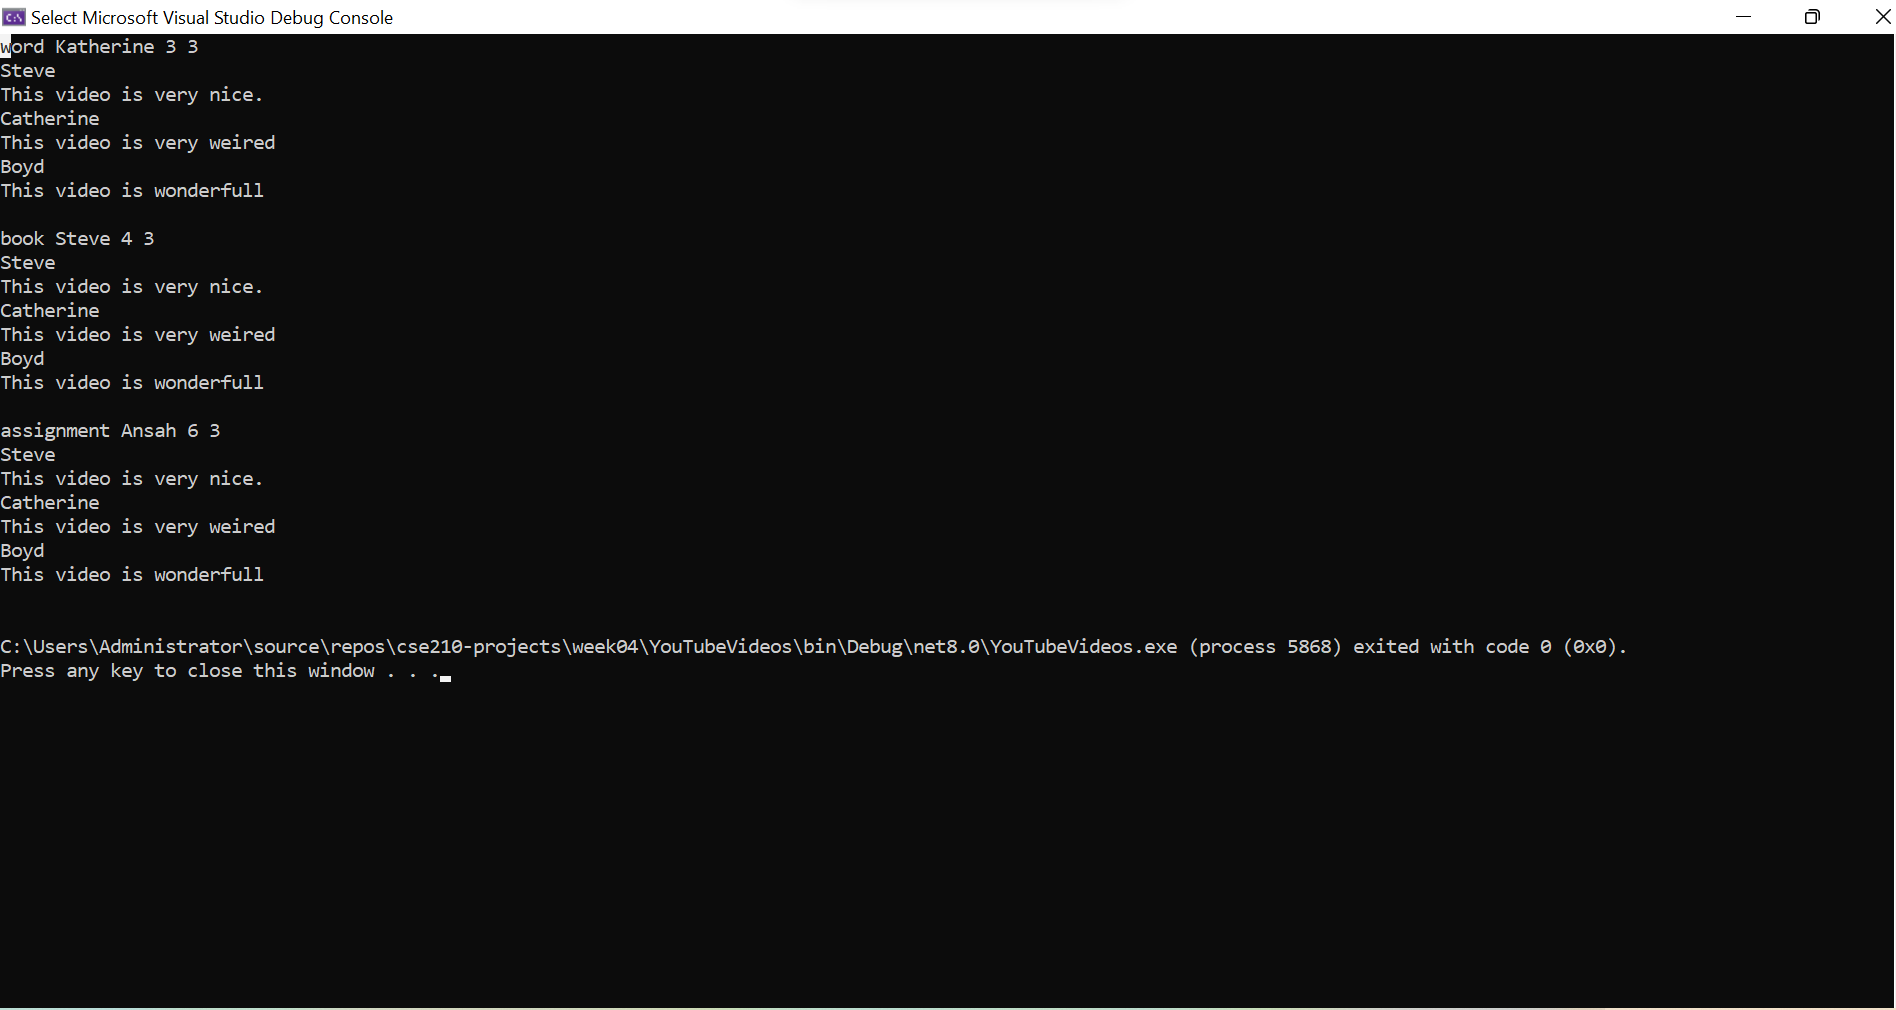 Select Microsoft Visual Studio Debug Console
word Katherine 3 3
Steve
This video is very nice.
Catherine
This video is very weired
Boyd
This video is wonderfull
book Steve 4 3
Steve
This video is very nice.
Catherine
This video is very weired
Boyd
This video is wonderfull
assignment Ansah 6 3
Steve
This video is very nice.
Catherine
This video is very weired
Boyd
This video is wonderfull
C:\Users\Administrator\source\repos\cse210-projects\week04\YouTubeVideos\bin\Debug\net8.0\YouTubeVideos.exe (process 5868) exited with code 0 (0x0).
Press any key to close this window . . .